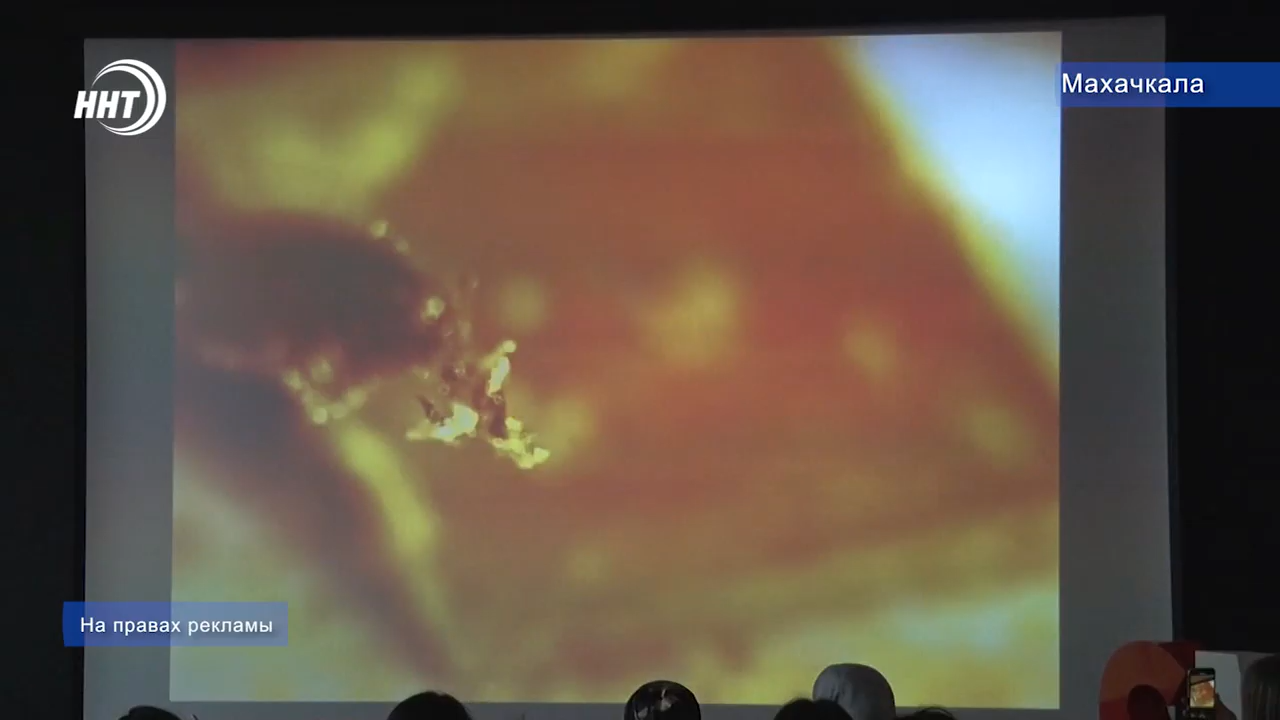 ННТ
Махачкала
На правах рекламы